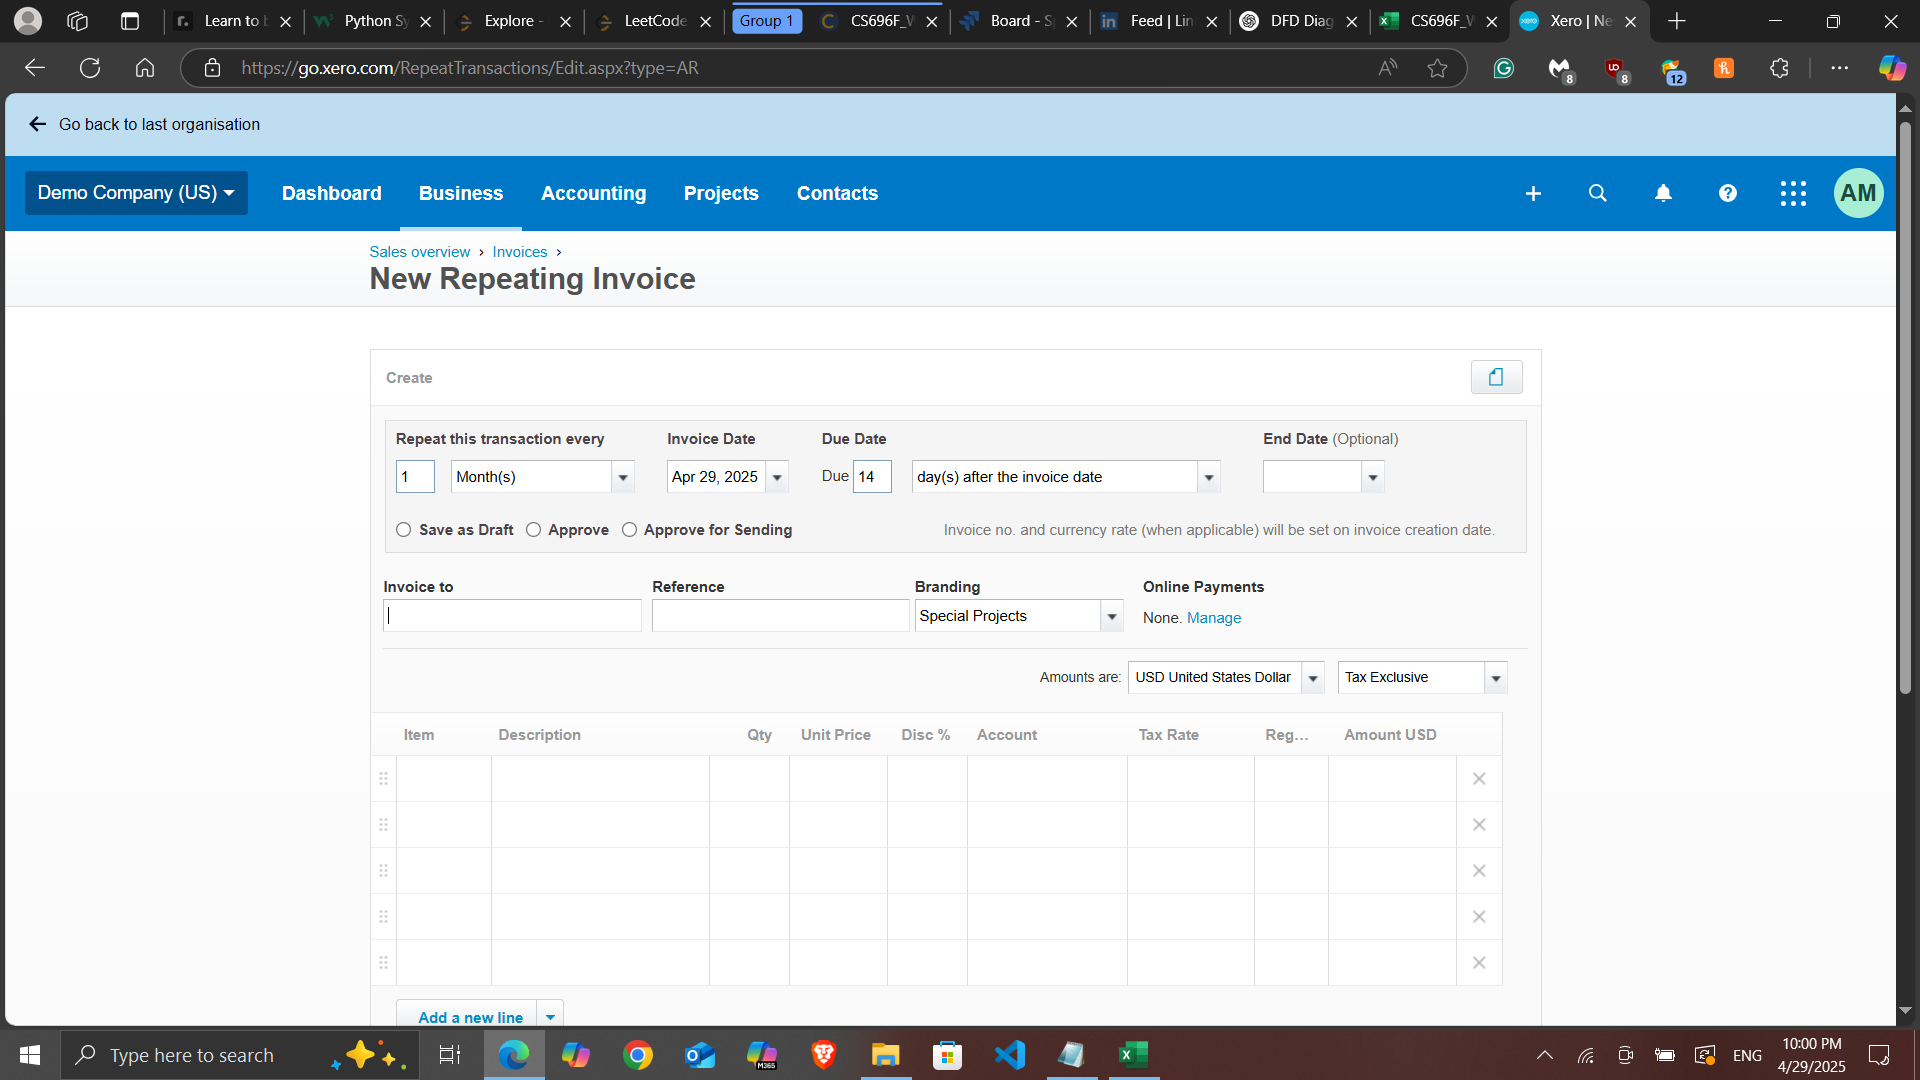 Learn to b
Python Sy
Explore -
LeetCode
Group 1
CS696F_W
Board - Sp
Feed | Lin
DFD Diag
CS696F_W
Xero | Ne
https://go.xero.com/RepeatTransactions/Edit.aspx?type=AR
8
8
12
Go back to last organisation
Demo Company (US)
Dashboard
Business
Accounting
Projects
Contacts
AM
Sales overview › Invoices ›
New Repeating Invoice
Create
Repeat this transaction every
Invoice Date
Due Date
End Date (Optional)
1
Month(s)
Apr 29, 2025
Due
14
day(s) after the invoice date
Save as Draft
Approve
Approve for Sending
Invoice no. and currency rate (when applicable) will be set on invoice creation date.
Invoice to
Reference
Branding
Online Payments
Special Projects
None. Manage
Amounts are:
USD United States Dollar
Tax Exclusive
Item
Description
Qty
Unit Price
Disc %
Account
Tax Rate
Reg...
Amount USD
Add a new line
Type here to search
M365
ENG
10:00 PM
4/29/2025